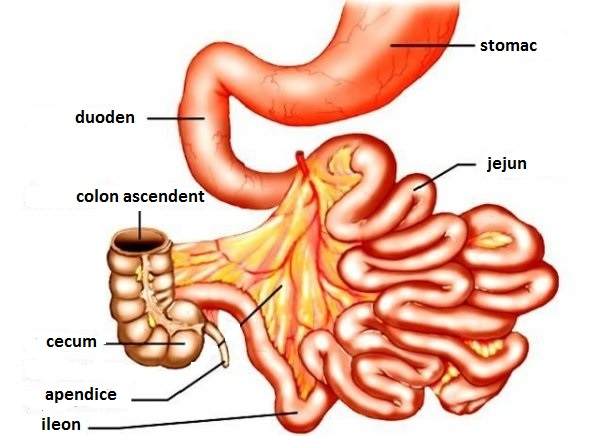 stomac
duoden
jejun
colon ascendent
cecum
apendice
ileon